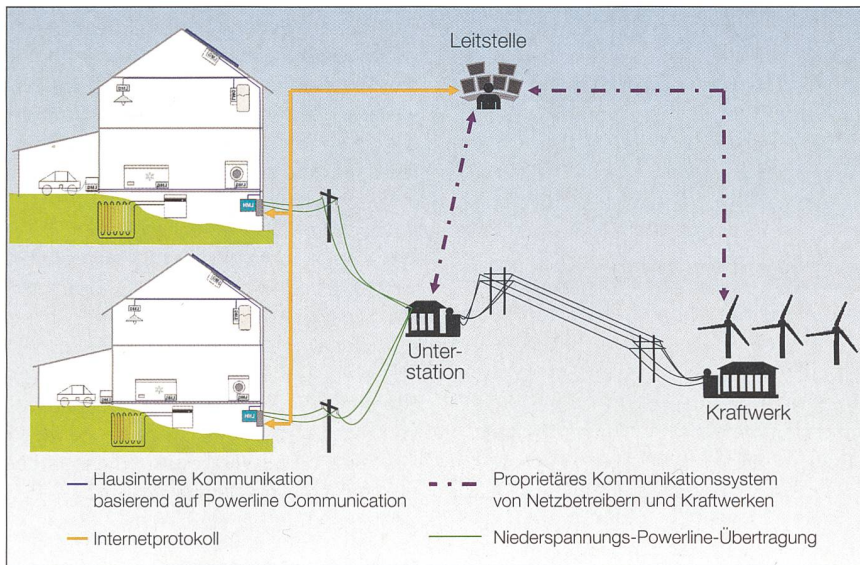 Leitstelle
Unter-
station
Kraftwerk
Hausinterne Kommunikation
basierend auf Powerline Communication
Internetprotokoll
Proprietäres Kommunikationssystem
von Netzbetreibern und Kraftwerken
Niederspannungs-Powerline-Übertragung